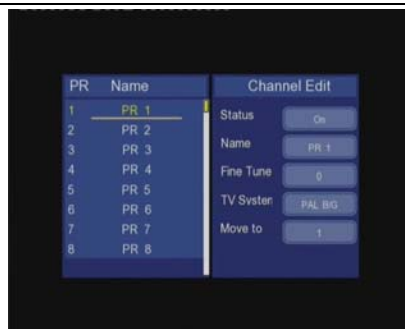 PR Name
1 PR 1
2 PR 2
3 PR 3
4 PR 4
5 PR 5
6 PR 6
7 PR 7
8 PR 8
Channel Edit
Status On
Name PR 1
Fine Tune 0
TV System PAL B/G
Move to 1